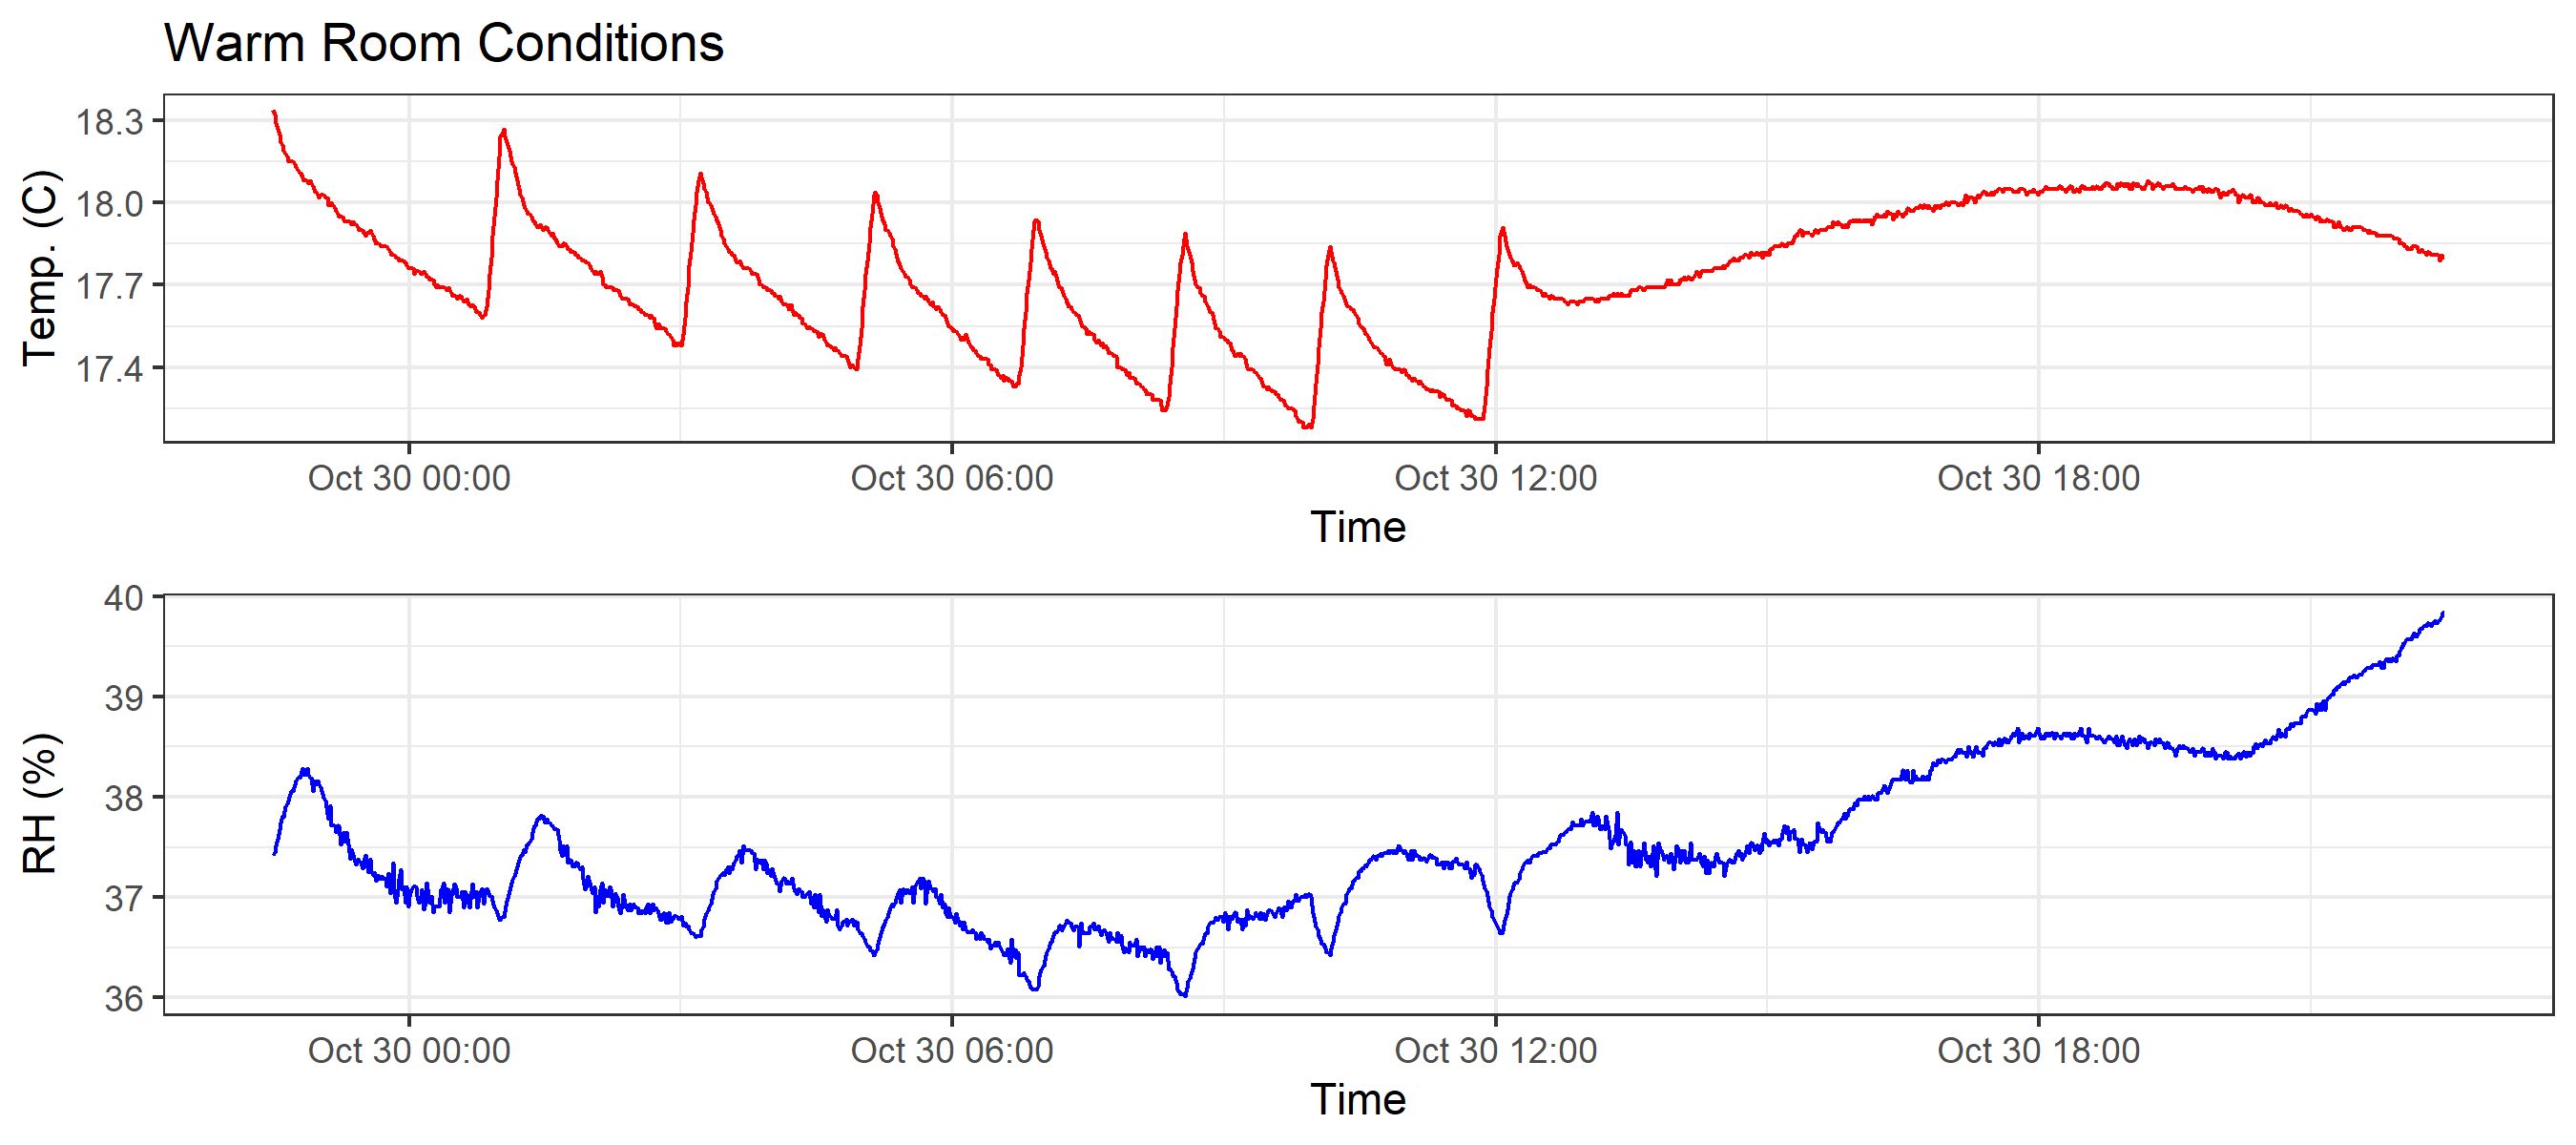 Warm Room Conditions
Temp. (C)
18.3
18.0
17.7
17.4
Oct 30 00:00 Oct 30 06:00 Oct 30 12:00 Oct 30 18:00
Time
RH (%)
40
39
38
37
36
Oct 30 00:00 Oct 30 06:00 Oct 30 12:00 Oct 30 18:00
Time